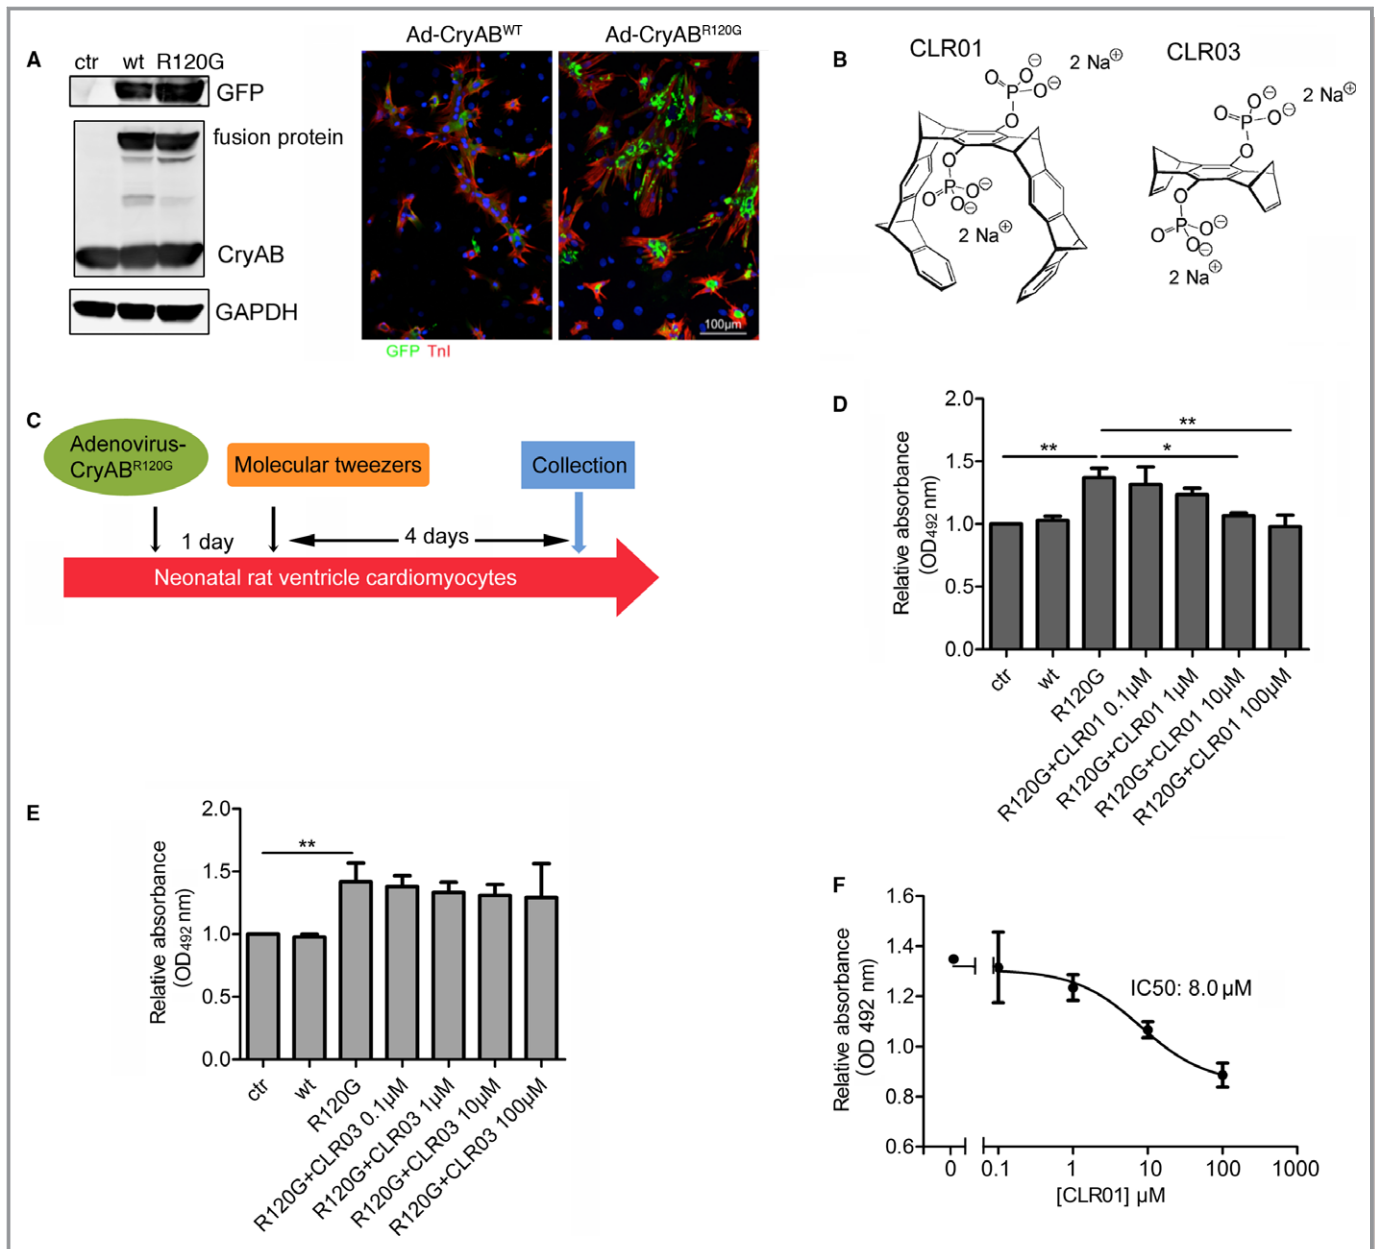 A
ctr wt R120G
GFP
fusion protein
CryAB
GAPDH
Ad-CryABWT
Ad-CryABR120G
100µm
GFP TnI
B
CLR01
CLR03
O
P
O⊖
O⊖
2 Na⊕
O
O
O
P
O⊖
O⊖
2 Na⊕
O
P
O⊖
O⊖
2 Na⊕
O
O
O
P
O⊖
O⊖
2 Na⊕
C
Adenovirus-
CryABR120G
Molecular tweezers
Collection
1 day
4 days
Neonatal rat ventricle cardiomyocytes
D
Relative absorbance
(OD492 nm)
2.0
1.5
1.0
0.5
0.0
**
**
*
ctr
wt
R120G
R120G+CLR01 0.1µM
R120G+CLR01 1µM
R120G+CLR01 10µM
R120G+CLR01 100µM
E
Relative absorbance
(OD492 nm)
2.0
1.5
1.0
0.5
0.0
**
ctr
wt
R120G
R120G+CLR03 0.1µM
R120G+CLR03 1µM
R120G+CLR03 10µM
R120G+CLR03 100µM
F
Relative absorbance
(OD 492 nm)
1.6
1.4
1.2
1.0
0.8
0.6
IC50: 8.0 µM
0 0.1 1 10 100 1000
[CLR01] µM